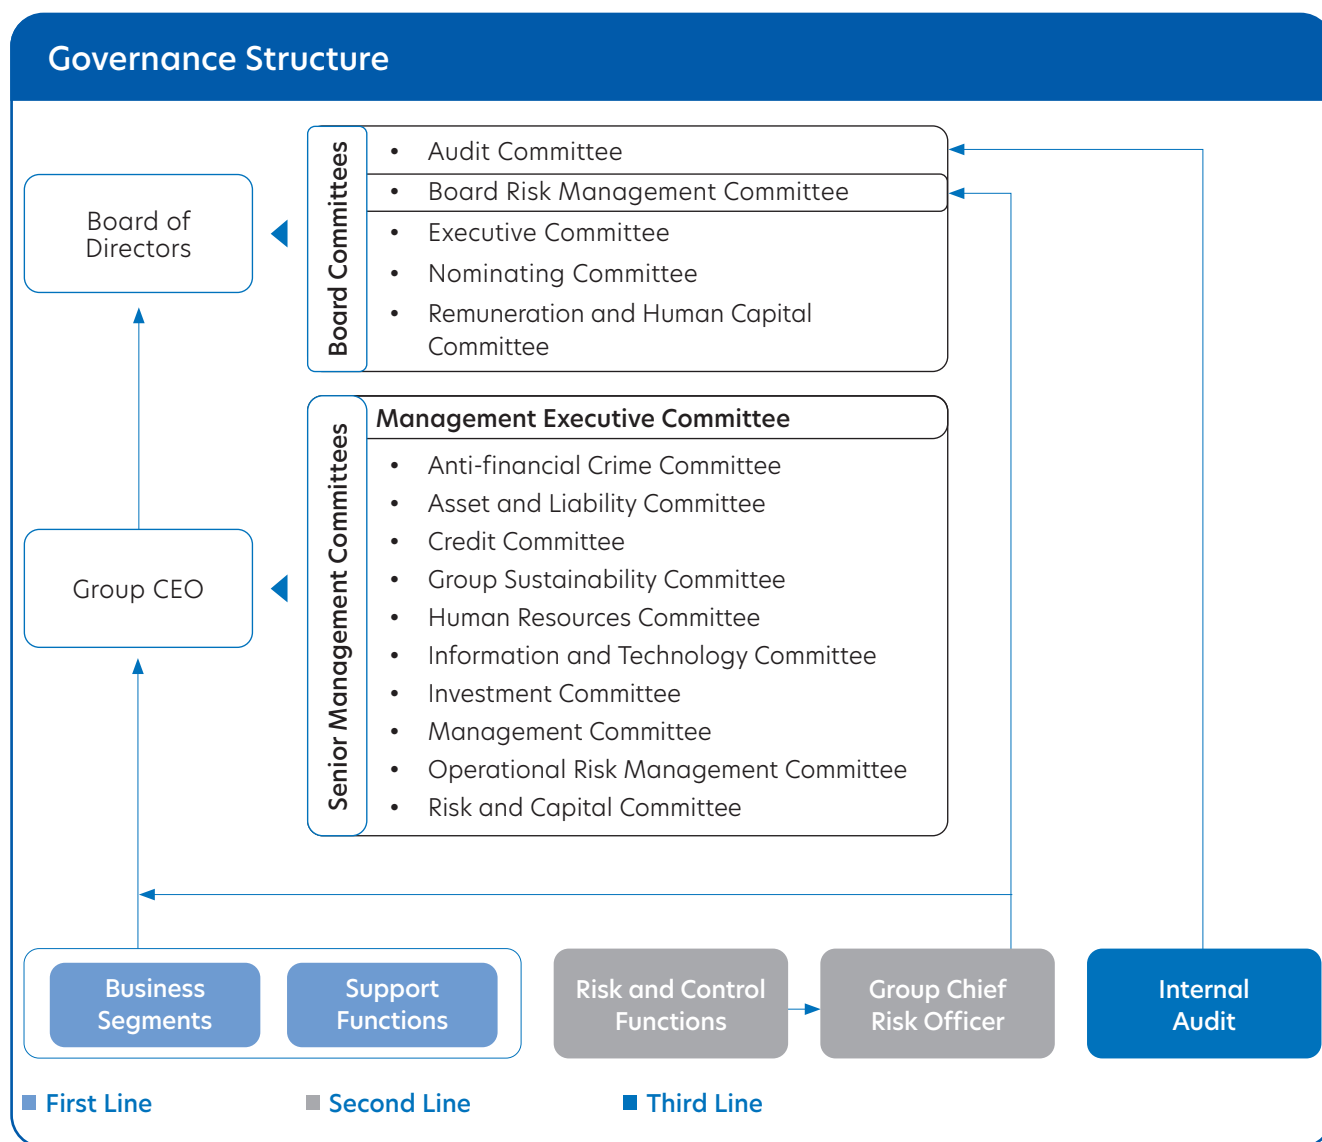 Governance Structure
Board of
Directors
Board Committees
• Audit Committee
• Board Risk Management Committee
• Executive Committee
• Nominating Committee
• Remuneration and Human Capital
Committee
Group CEO
Senior Management Committees
Management Executive Committee
• Anti-financial Crime Committee
• Asset and Liability Committee
• Credit Committee
• Group Sustainability Committee
• Human Resources Committee
• Information and Technology Committee
• Investment Committee
• Management Committee
• Operational Risk Management Committee
• Risk and Capital Committee
Business
Segments
Support
Functions
Risk and Control
Functions
Group Chief
Risk Officer
Internal
Audit
First Line
Second Line
Third Line